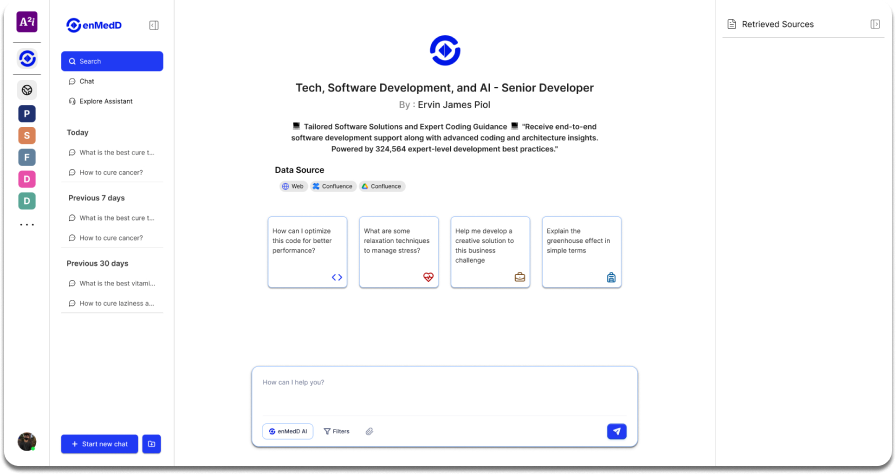 A²i
P
S
F
D
D
enMedD
Search
Chat
Explore Assistant
Today
What is the best cure t...
How to cure cancer?
Previous 7 days
What is the best cure t...
How to cure cancer?
Previous 30 days
What is the best vitami...
How to cure laziness a...
+ Start new chat
Tech, Software Development, and AI - Senior Developer
By : Ervin James Piol
Tailored Software Solutions and Expert Coding Guidance "Receive end-to-end
software development support along with advanced coding and architecture insights.
Powered by 324,564 expert-level development best practices."
Data Source
Web Confluence Confluence
How can I optimize
this code for better
performance?
What are some
relaxation techniques
to manage stress?
Help me develop a
creative solution to
this business
challenge
Explain the
greenhouse effect in
simple terms
How can I help you?
enMedD AI Filters
Retrieved Sources